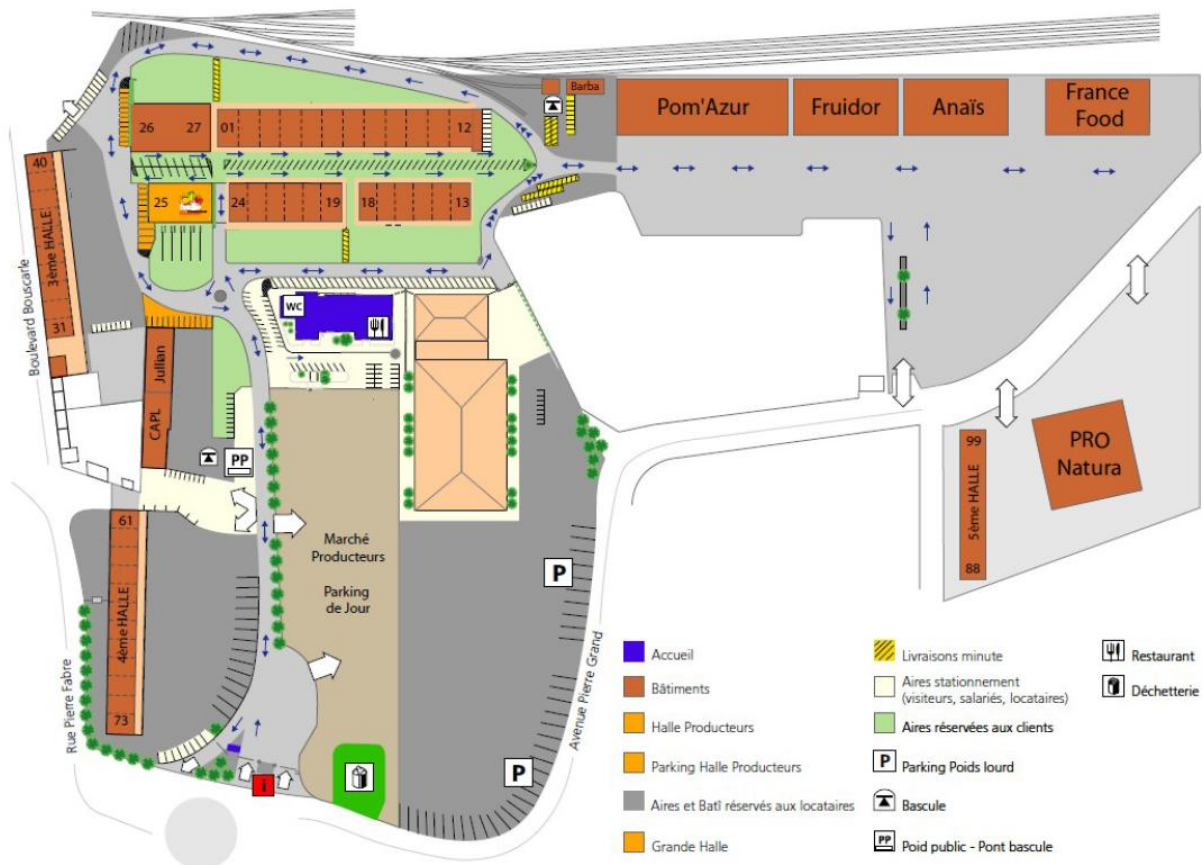 Barba
Pom'Azur
Fruidor
Anaïs
France
Food
26
27
01
12
25
24
19
18
13
40
3ème HALLE
31
Boulevard Bouscarle
WC
Jullian
CAPL
PP
61
4ème HALLE
73
Rue Pierre Fabre
Marché
Producteurs
Parking
de Jour
P
P
Avenue Pierre Grand
i
99
5ème HALLE
88
PRO
Natura
Accueil
Bâtiments
Halle Producteurs
Parking Halle Producteurs
Aires et Batî réservés aux locataires
Grande Halle
Livraisons minute
Aires stationnement
(visiteurs, salariés, locataires)
Aires réservées aux clients
P Parking Poids lourd
Bascule
PP Poid public - Pont bascule
Restaurant
Déchetterie